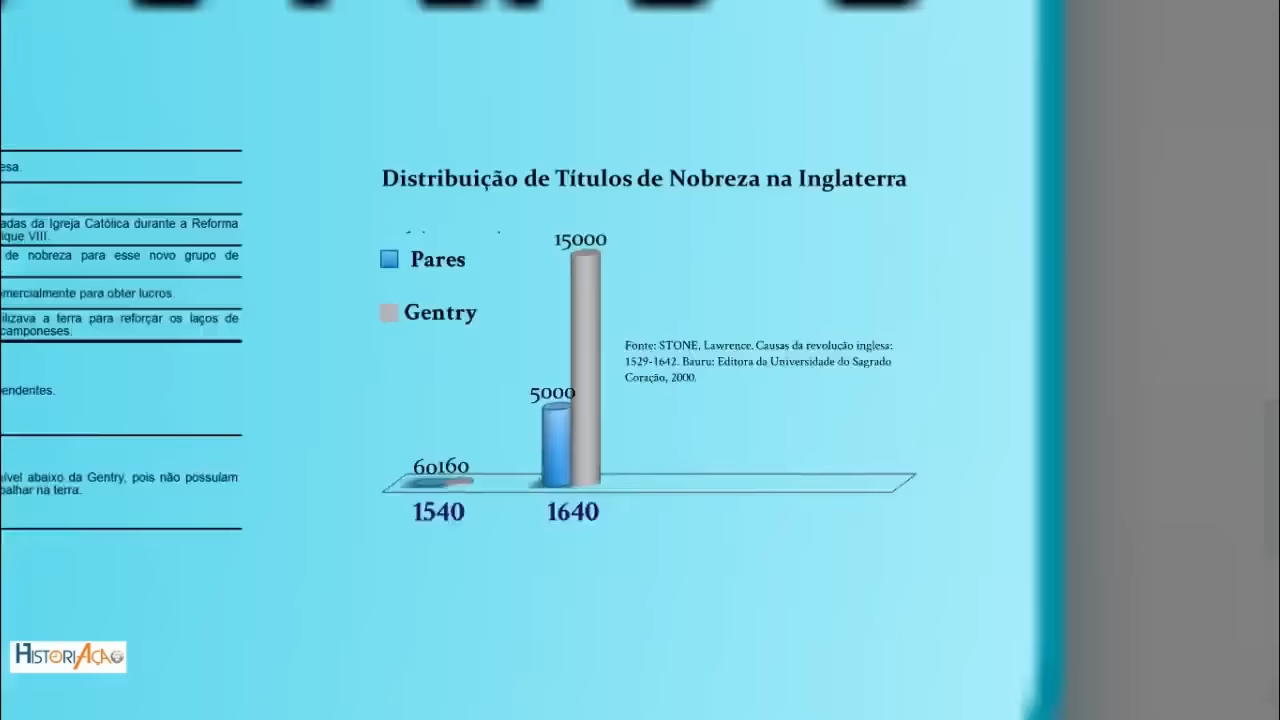 esa.
adas da Igreja Católica durante a Reforma
ique VIII.
de nobreza para esse novo grupo de
omercialmente para obter lucros.
ilizava a terra para reforçar os laços de
camponeses.
endentes.
nível abaixo da Gentry, pois não possuíam
balhar na terra.
Distribuição de Títulos de Nobreza na Inglaterra
15000
Pares
Gentry
Fonte: STONE, Lawrence. Causas da revolução inglesa:
1529-1642. Bauru: Editora da Universidade do Sagrado
Coração, 2000.
5000
60160
1540 1640
HISTORIAÇÃO